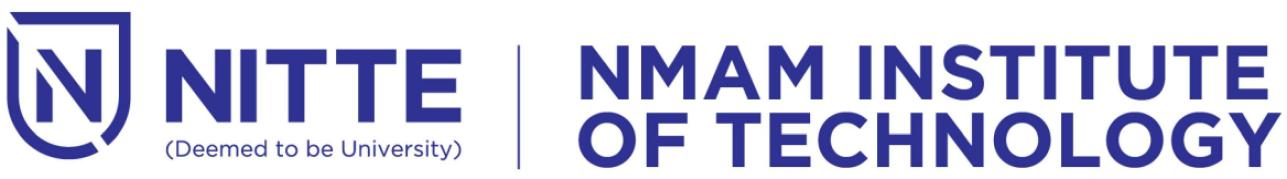 N NITTE
(Deemed to be University)
NMAM INSTITUTE
OF TECHNOLOGY